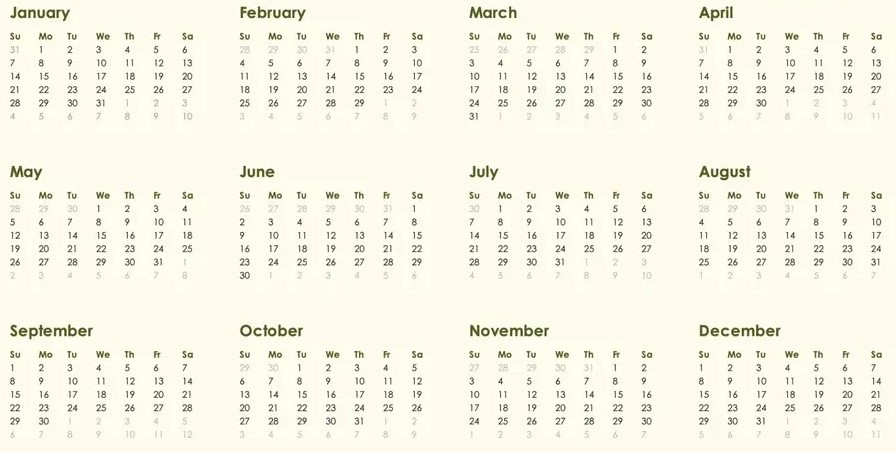 January
Su Mo Tu We Th Fr Sa
31 1 2 3 4 5 6
7 8 9 10 11 12 13
14 15 16 17 18 19 20
21 22 23 24 25 26 27
28 29 30 31 1 2 3
4 5 6 7 8 9 10
February
Su Mo Tu We Th Fr Sa
28 29 30 31 1 2 3
4 5 6 7 8 9 10
11 12 13 14 15 16 17
18 19 20 21 22 23 24
25 26 27 28 29 1 2
3 4 5 6 7 8 9
March
Su Mo Tu We Th Fr Sa
25 26 27 28 29 1 2
3 4 5 6 7 8 9
10 11 12 13 14 15 16
17 18 19 20 21 22 23
24 25 26 27 28 29 30
31 1 2 3 4 5 6
April
Su Mo Tu We Th Fr Sa
31 1 2 3 4 5 6
7 8 9 10 11 12 13
14 15 16 17 18 19 20
21 22 23 24 25 26 27
28 29 30 1 2 3 4
5 6 7 8 9 10 11
May
Su Mo Tu We Th Fr Sa
28 29 30 1 2 3 4
5 6 7 8 9 10 11
12 13 14 15 16 17 18
19 20 21 22 23 24 25
26 27 28 29 30 31 1
2 3 4 5 6 7 8
June
Su Mo Tu We Th Fr Sa
26 27 28 29 30 31 1
2 3 4 5 6 7 8
9 10 11 12 13 14 15
16 17 18 19 20 21 22
23 24 25 26 27 28 29
30 1 2 3 4 5 6
July
Su Mo Tu We Th Fr Sa
30 1 2 3 4 5 6
7 8 9 10 11 12 13
14 15 16 17 18 19 20
21 22 23 24 25 26 27
28 29 30 31 1 2 3
4 5 6 7 8 9 10
August
Su Mo Tu We Th Fr Sa
28 29 30 31 1 2 3
4 5 6 7 8 9 10
11 12 13 14 15 16 17
18 19 20 21 22 23 24
25 26 27 28 29 30 31
1 2 3 4 5 6 7
September
Su Mo Tu We Th Fr Sa
1 2 3 4 5 6 7
8 9 10 11 12 13 14
15 16 17 18 19 20 21
22 23 24 25 26 27 28
29 30 1 2 3 4 5
6 7 8 9 10 11 12
October
Su Mo Tu We Th Fr Sa
29 30 1 2 3 4 5
6 7 8 9 10 11 12
13 14 15 16 17 18 19
20 21 22 23 24 25 26
27 28 29 30 31 1 2
3 4 5 6 7 8 9
November
Su Mo Tu We Th Fr Sa
27 28 29 30 31 1 2
3 4 5 6 7 8 9
10 11 12 13 14 15 16
17 18 19 20 21 22 23
24 25 26 27 28 29 30
1 2 3 4 5 6 7
December
Su Mo Tu We Th Fr Sa
1 2 3 4 5 6 7
8 9 10 11 12 13 14
15 16 17 18 19 20 21
22 23 24 25 26 27 28
29 30 31 1 2 3 4
5 6 7 8 9 10 11